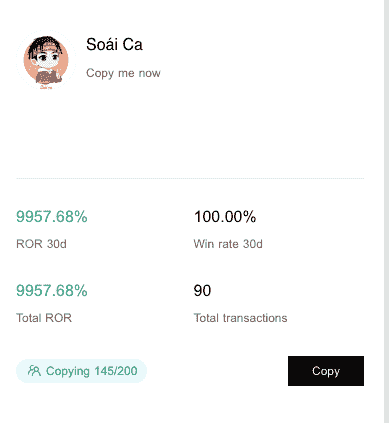 Soái Ca
Copy me now
9957.68%
100.00%
ROR 30d
Win rate 30d
9957.68%
90
Total ROR
Total transactions
Copying 145/200
Copy